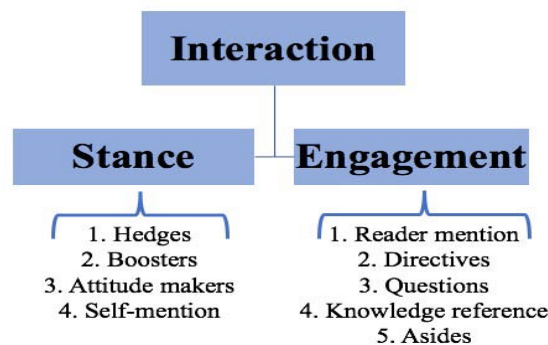 Interaction
Stance
1. Hedges
2. Boosters
3. Attitude makers
4. Self-mention
Engagement
1. Reader mention
2. Directives
3. Questions
4. Knowledge reference
5. Asides